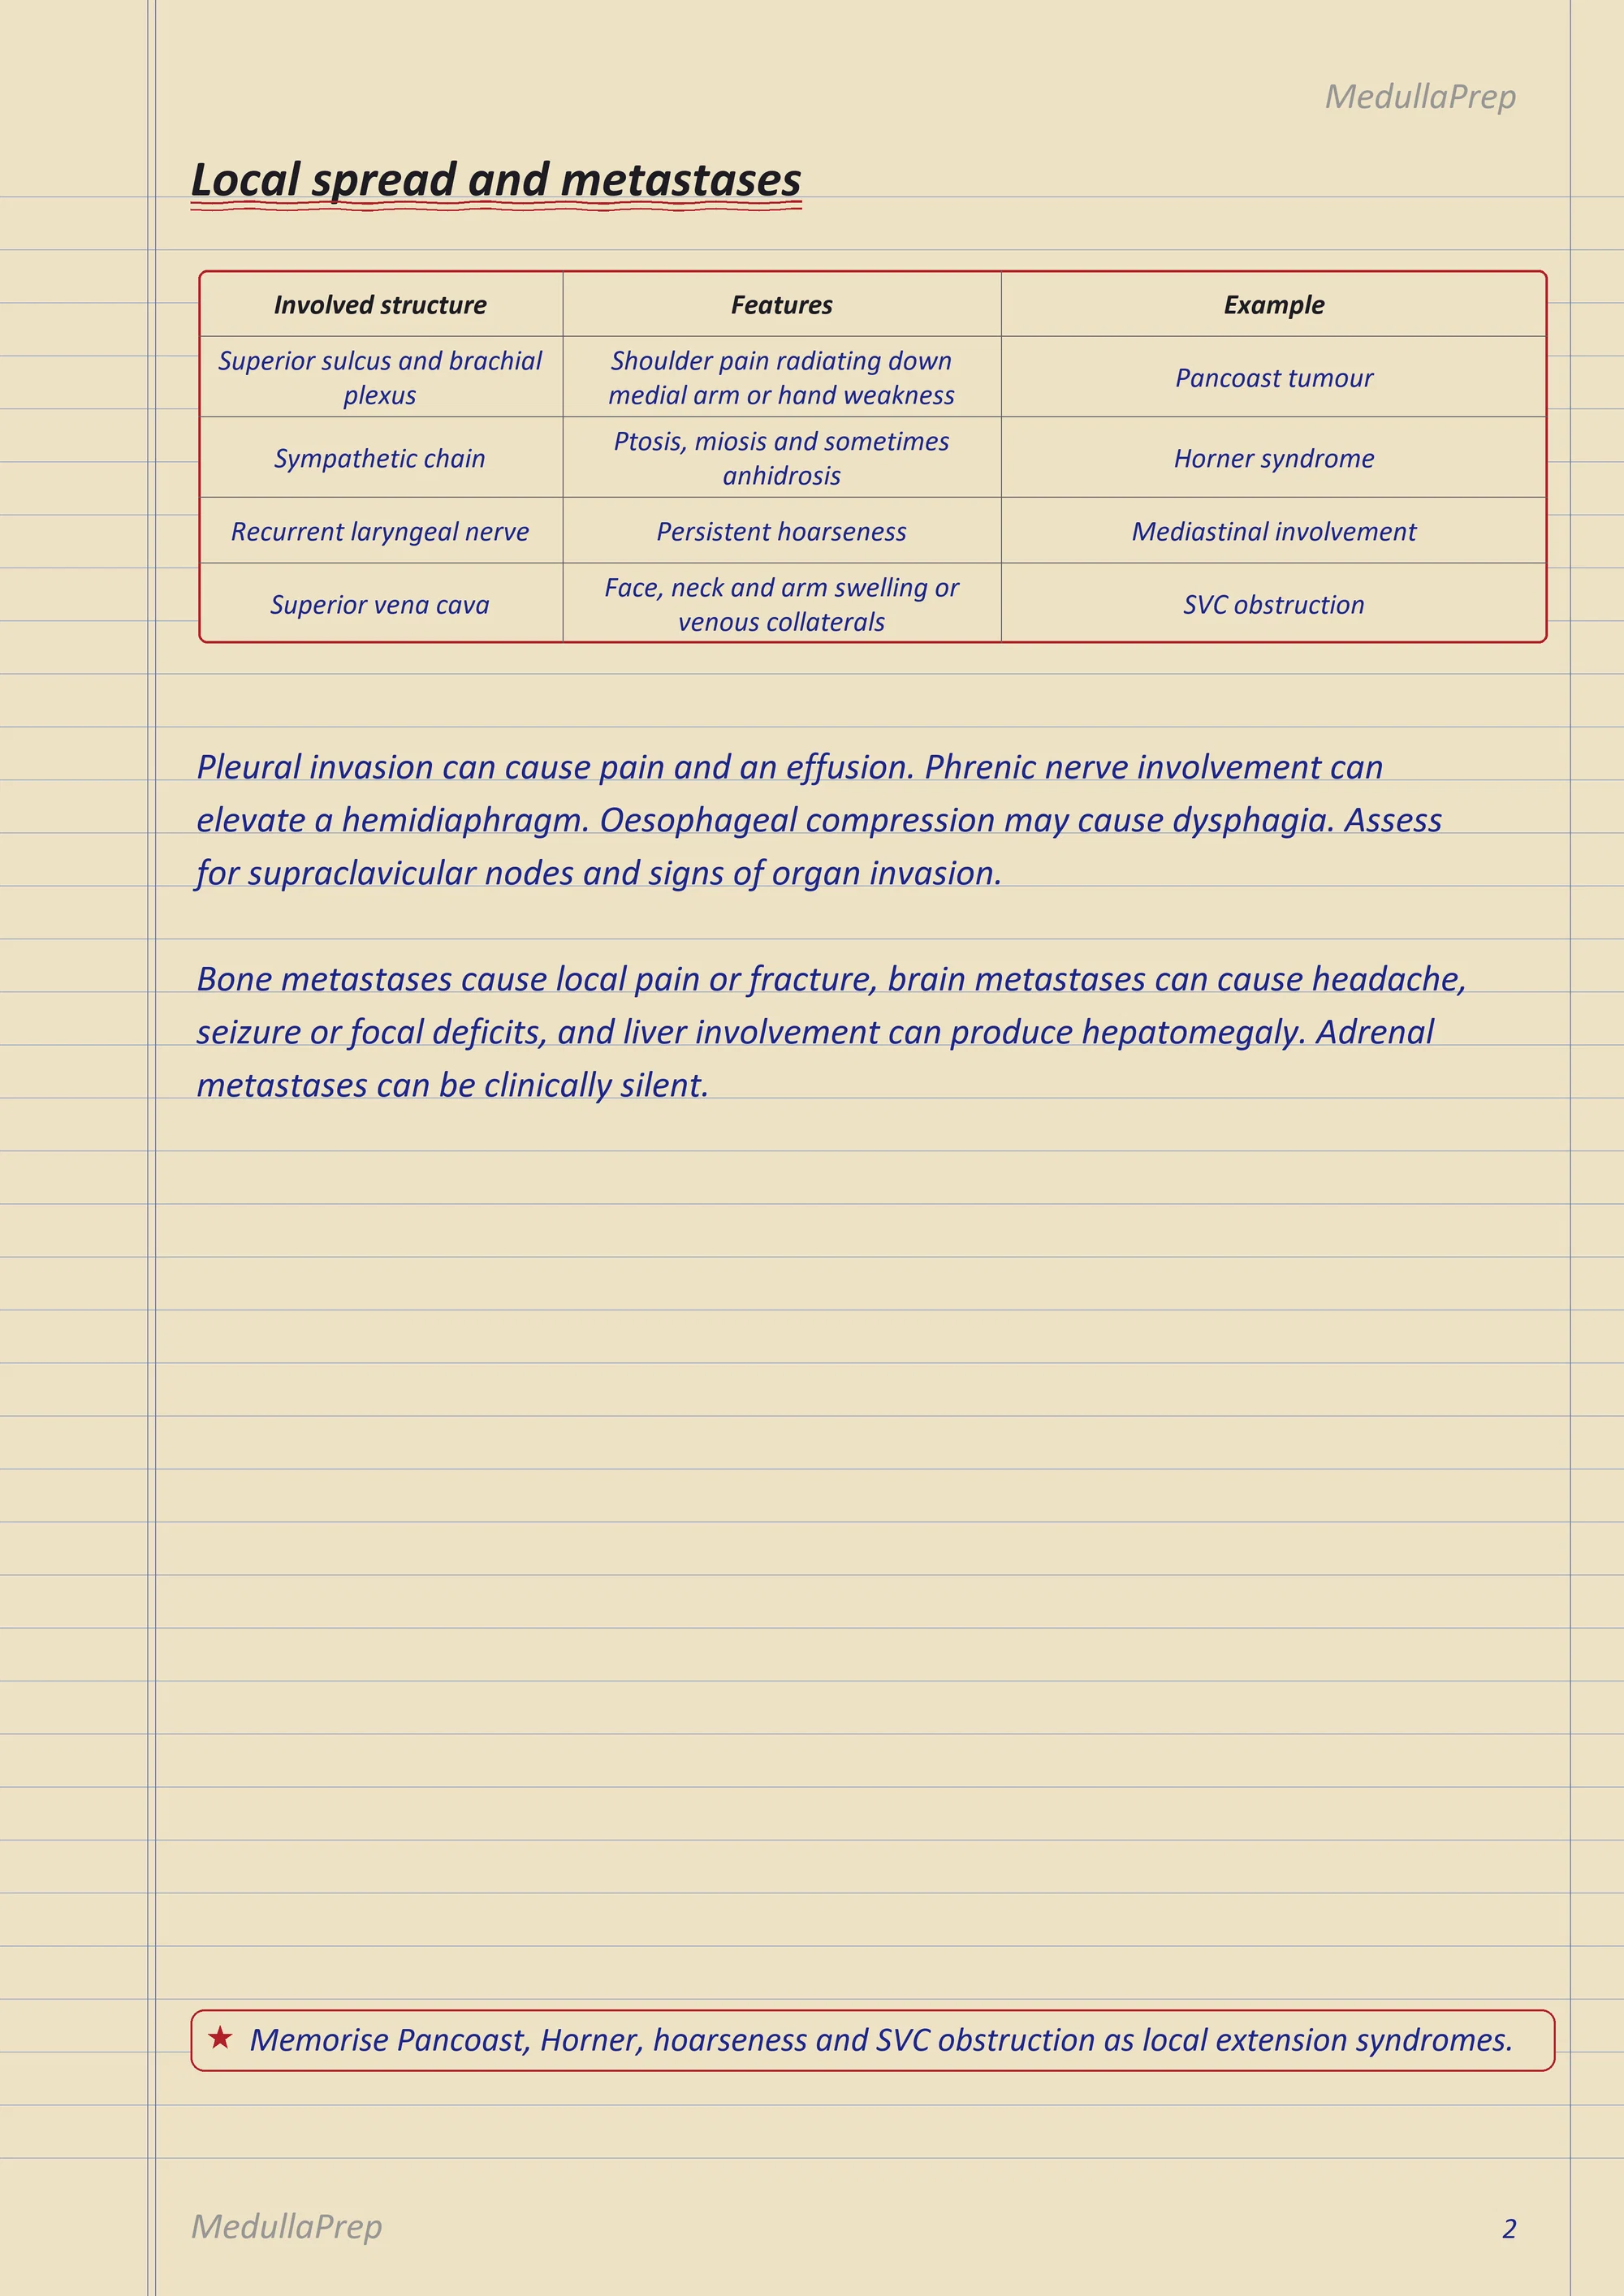 MedullaPrep
Local spread and metastases
Involved structure
Features
Example
Superior sulcus and brachial
plexus
Shoulder pain radiating down
medial arm or hand weakness
Pancoast tumour
Sympathetic chain
Ptosis, miosis and sometimes
anhidrosis
Horner syndrome
Recurrent laryngeal nerve
Persistent hoarseness
Mediastinal involvement
Superior vena cava
Face, neck and arm swelling or
venous collaterals
SVC obstruction
Pleural invasion can cause pain and an effusion. Phrenic nerve involvement can
elevate a hemidiaphragm. Oesophageal compression may cause dysphagia. Assess
for supraclavicular nodes and signs of organ invasion.
Bone metastases cause local pain or fracture, brain metastases can cause headache,
seizure or focal deficits, and liver involvement can produce hepatomegaly. Adrenal
metastases can be clinically silent.
★ Memorise Pancoast, Horner, hoarseness and SVC obstruction as local extension syndromes.
MedullaPrep
2